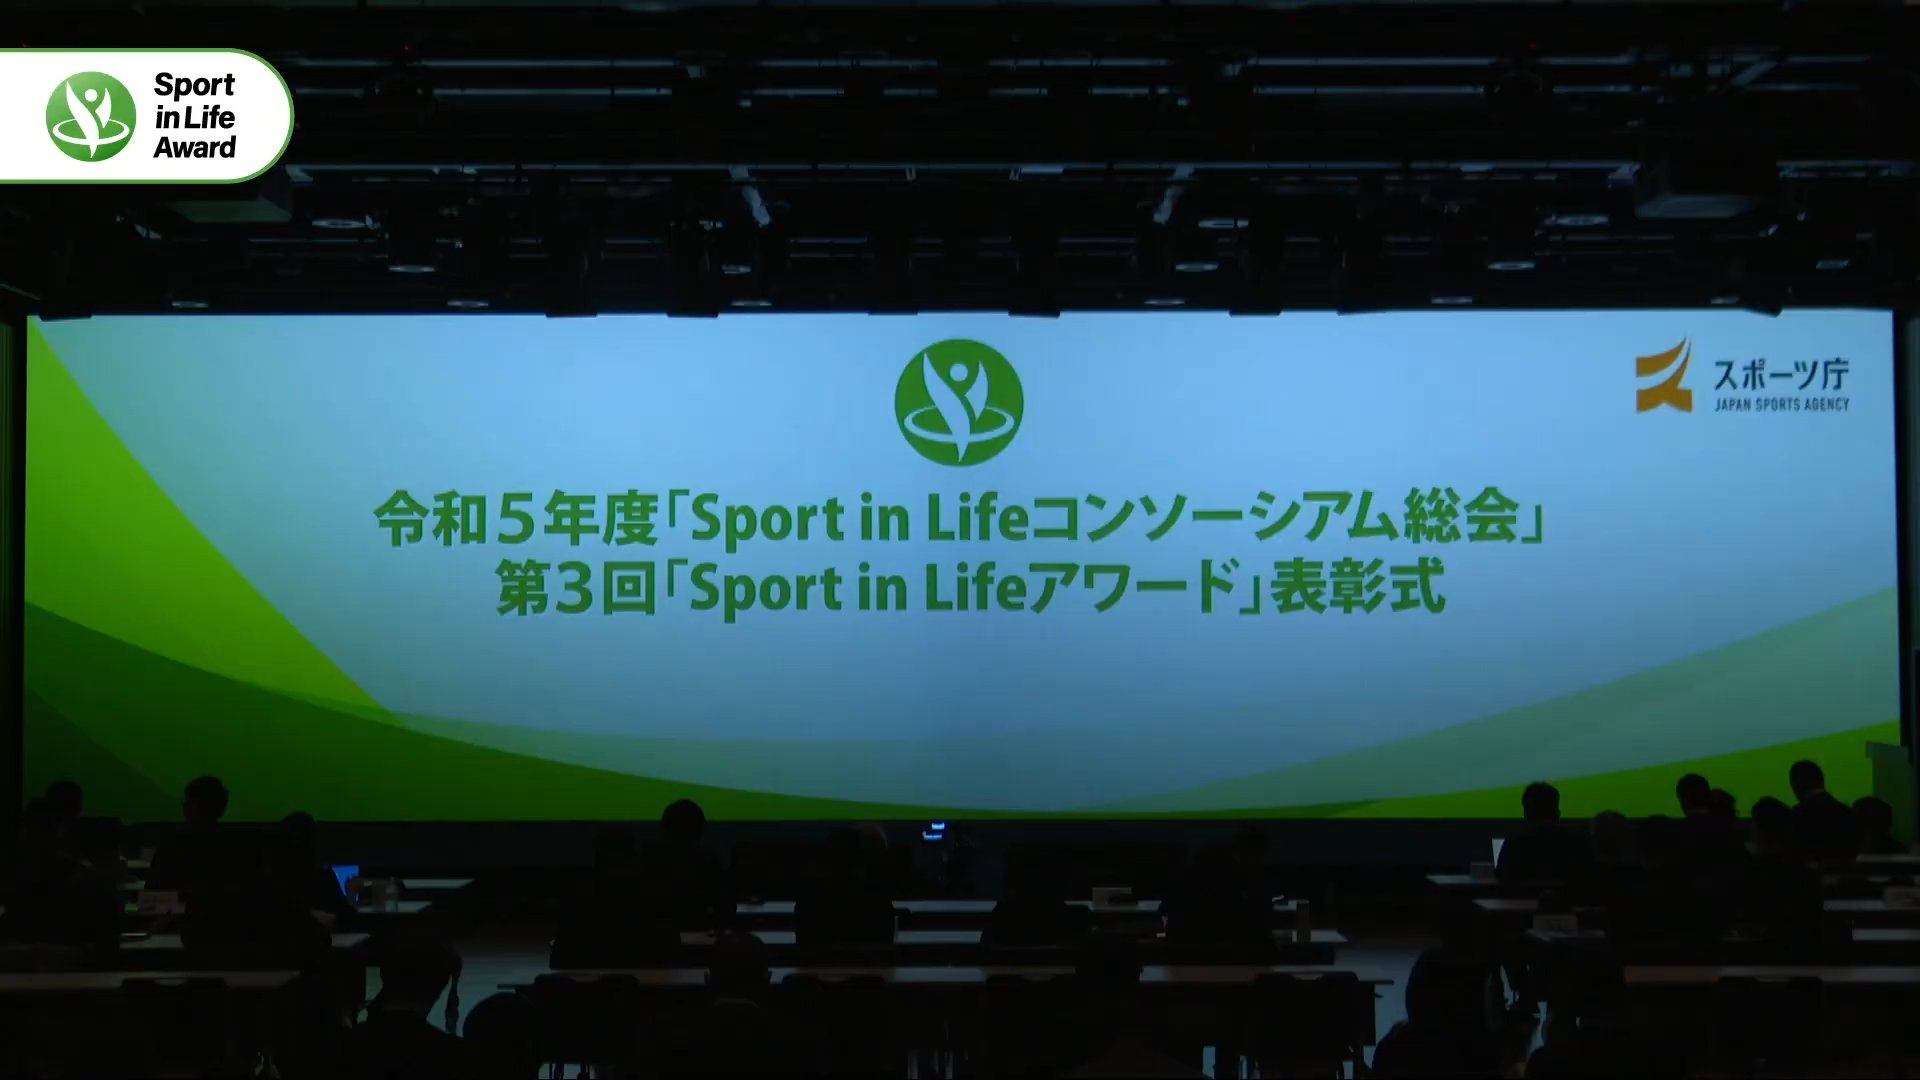 Sport
in Life
Award
スポーツ庁
JAPAN SPORTS AGENCY
令和5年度「Sport in Lifeコンソーシアム総会」
第3回「Sport in Lifeアワード」表彰式